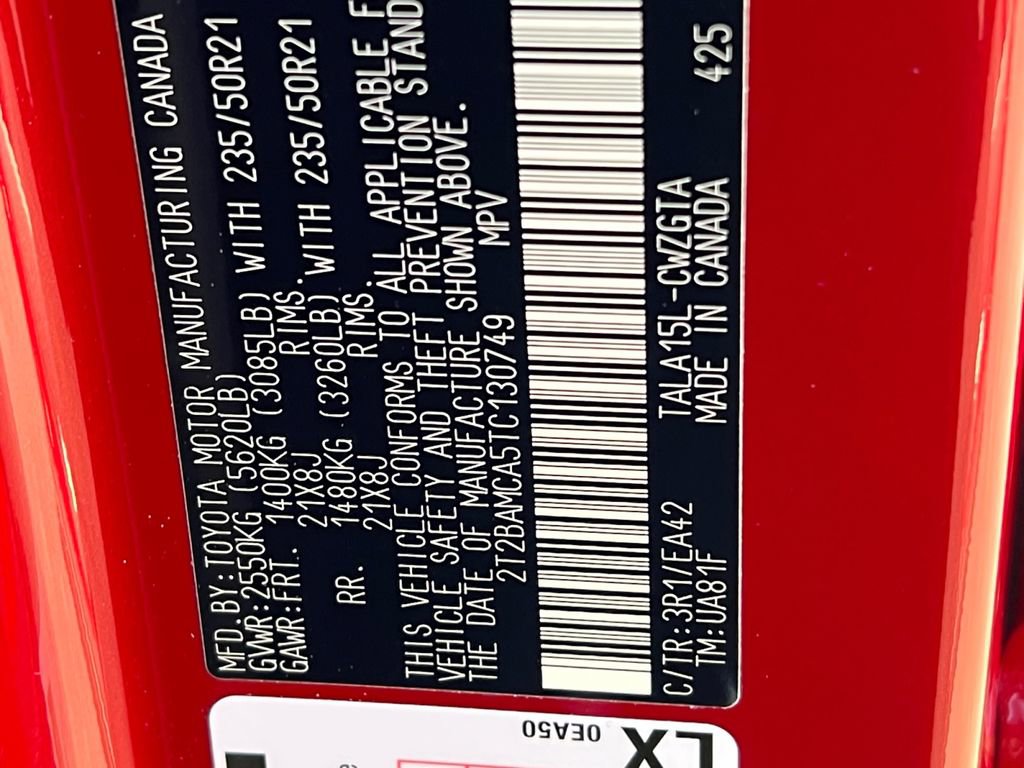 MFD.BY:TOYOTA MOTOR MANUFACTURING CANADA
GVWR:2550KG (5620LB)
GAWR:FRT. 1400KG (3085LB) WITH 235/50R21
21X8J RIMS.
RR. 1480KG (3260LB) WITH 235/50R21
21X8J RIMS.
THIS VEHICLE CONFORMS TO ALL APPLICABLE
VEHICLE SAFETY AND THEFT PREVENTION STAND
THE DATE OF MANUFACTURE SHOWN ABOVE.
2T2BAMCA5TC130749 MPV
C/TR:3R1/EA42 TALA15L-CWZGTA 425
TM:UA81F MADE IN CANADA
0EA50
LX